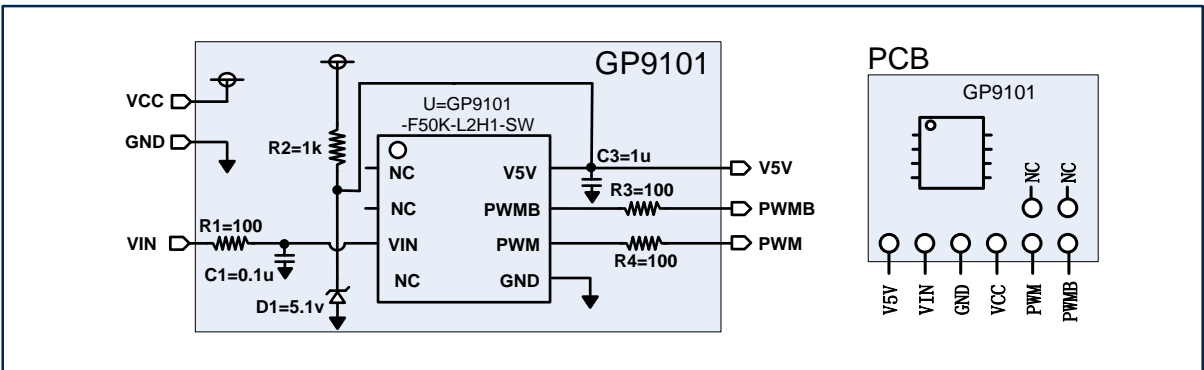 GP9101
VCC
GND
R2=1k
U=GP9101
-F50K-L2H1-SW
NC
V5V
C3=1u
V5V
R3=100
NC
PWMB
PWMB
R1=100
VIN
VIN
PWM
PWM
R4=100
C1=0.1u
NC
GND
D1=5.1v
PCB
GP9101
NC
NC
V5V
VIN
GND
VCC
PWM
PWMB